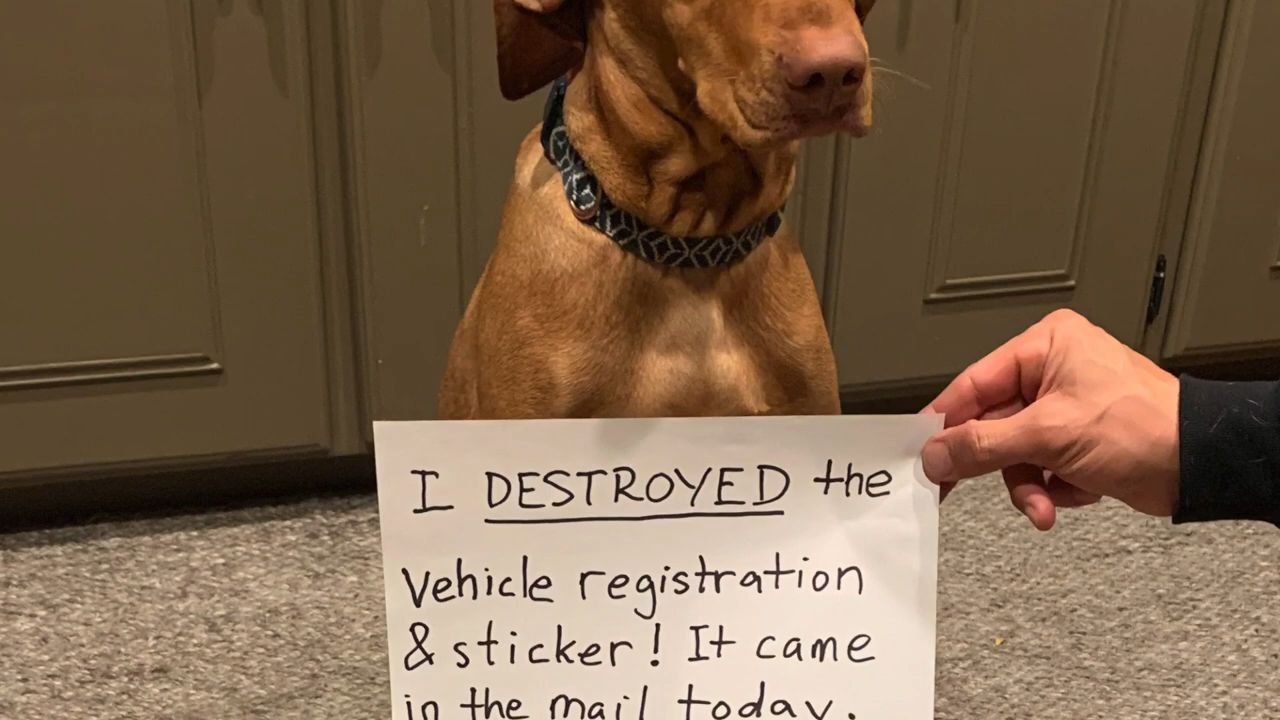 I DESTROYED the
vehicle registration
& sticker! It came
in the mail today.